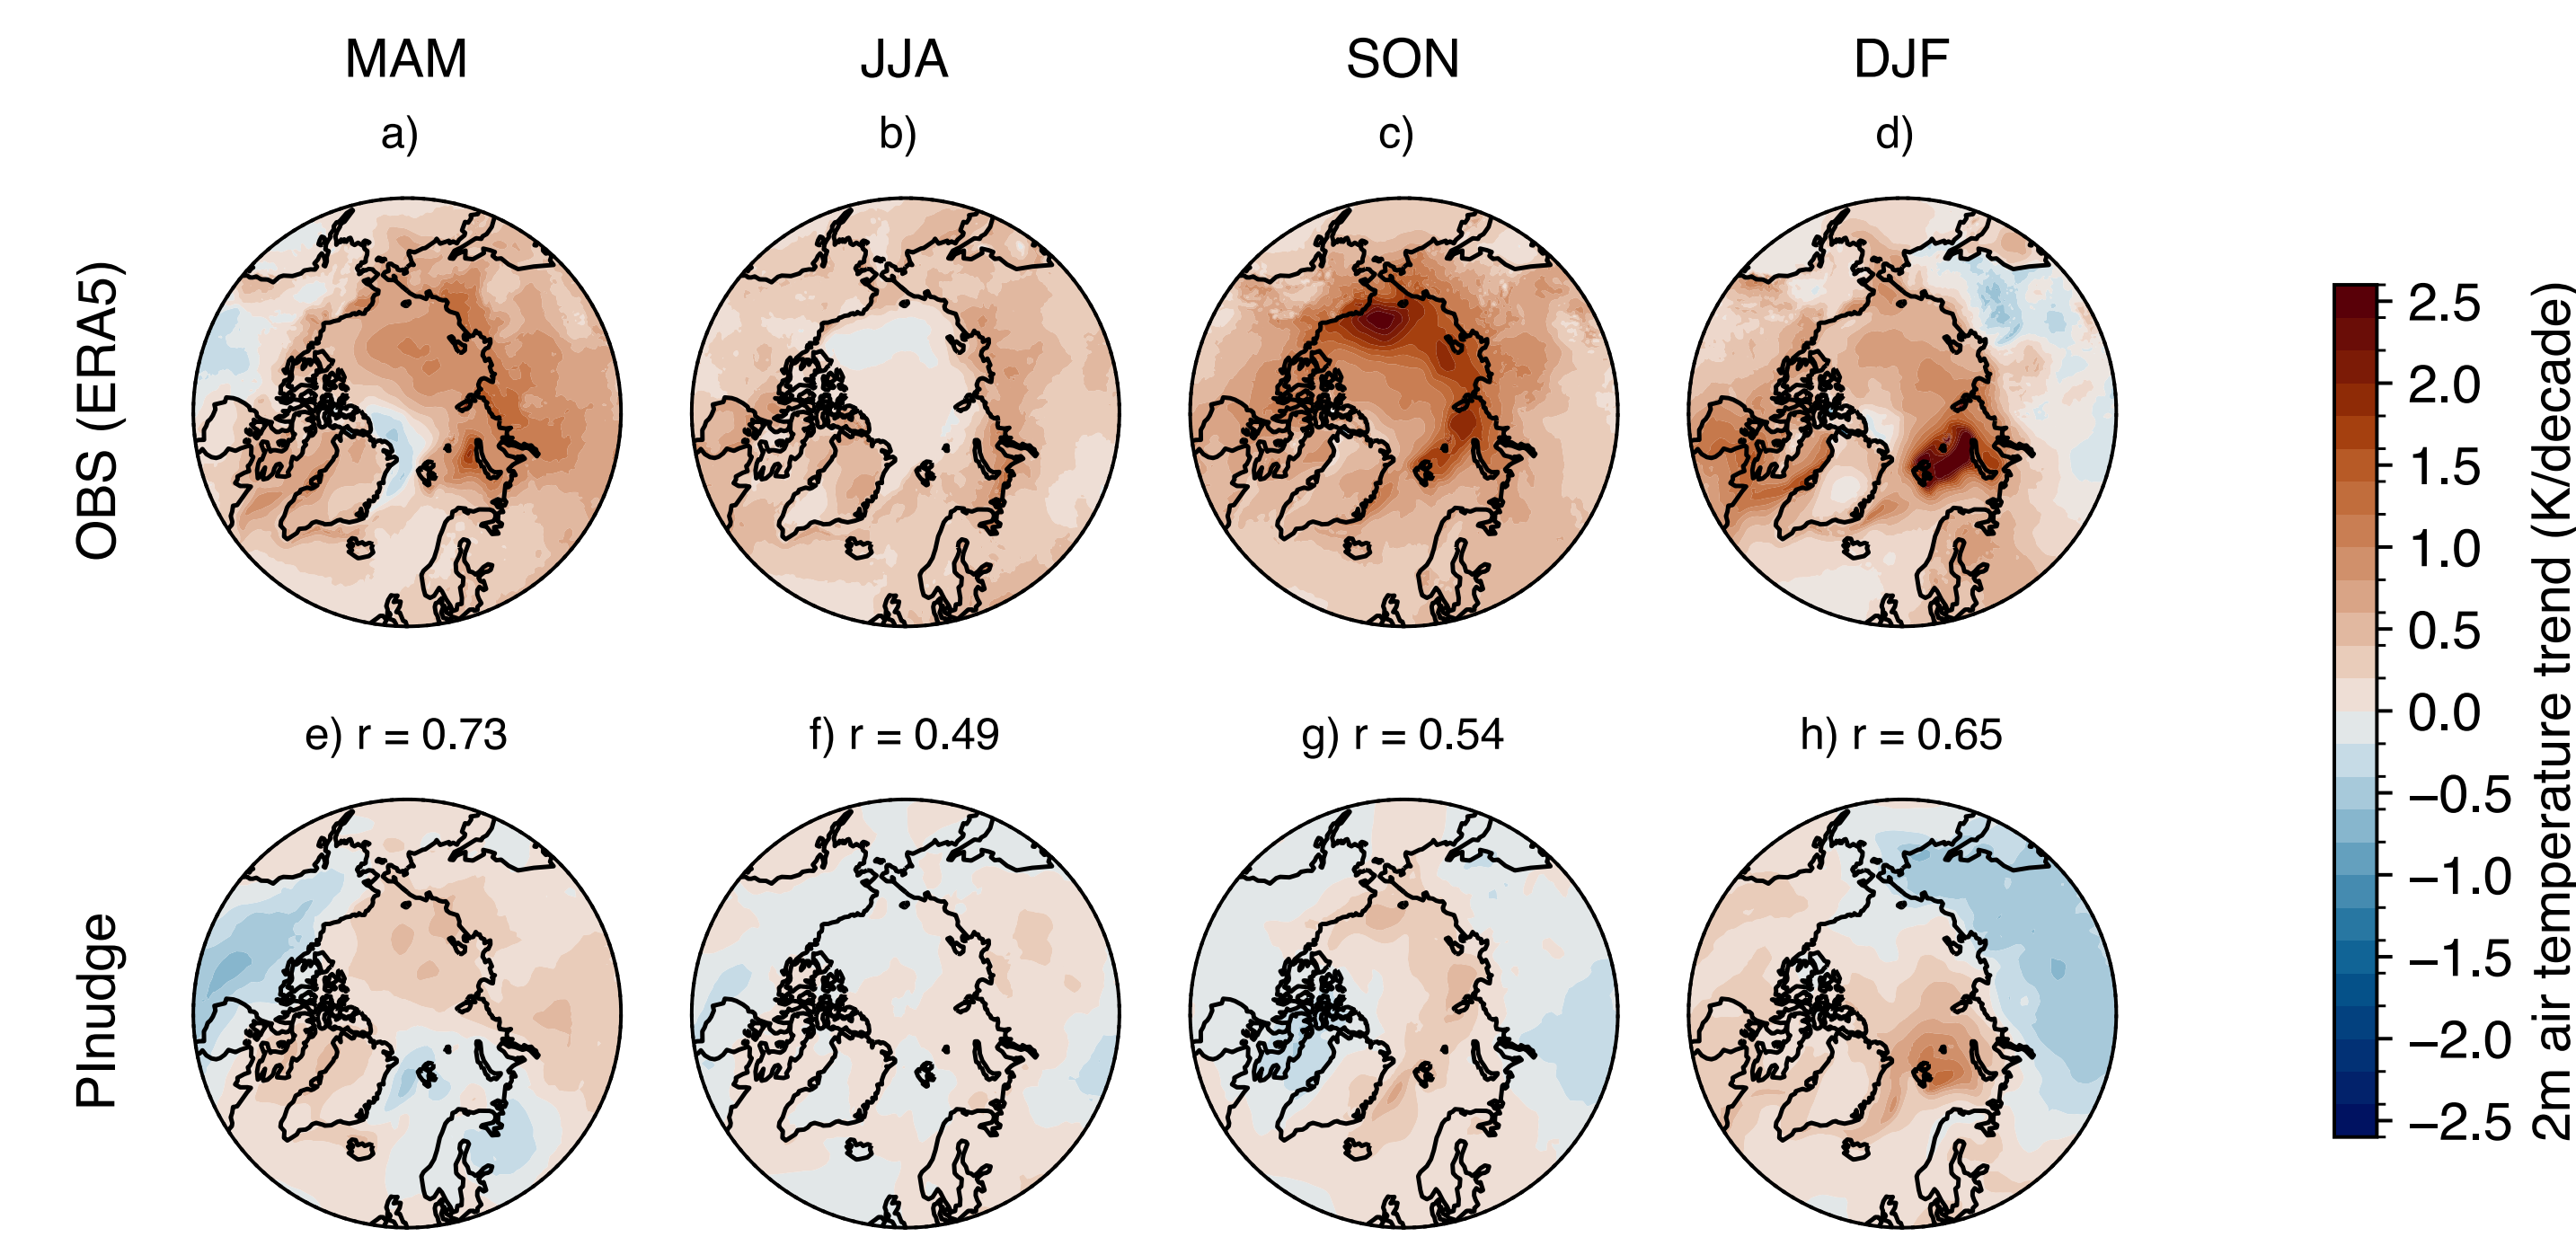 MAM JJA SON DJF
a) b) c) d)
OBS (ERA5)
e) r = 0.73 f) r = 0.49 g) r = 0.54 h) r = 0.65
PInudge
2.5
2.0
1.5
1.0
0.5
0.0
−0.5
−1.0
−1.5
−2.0
−2.5
2m air temperature trend (K/decade)